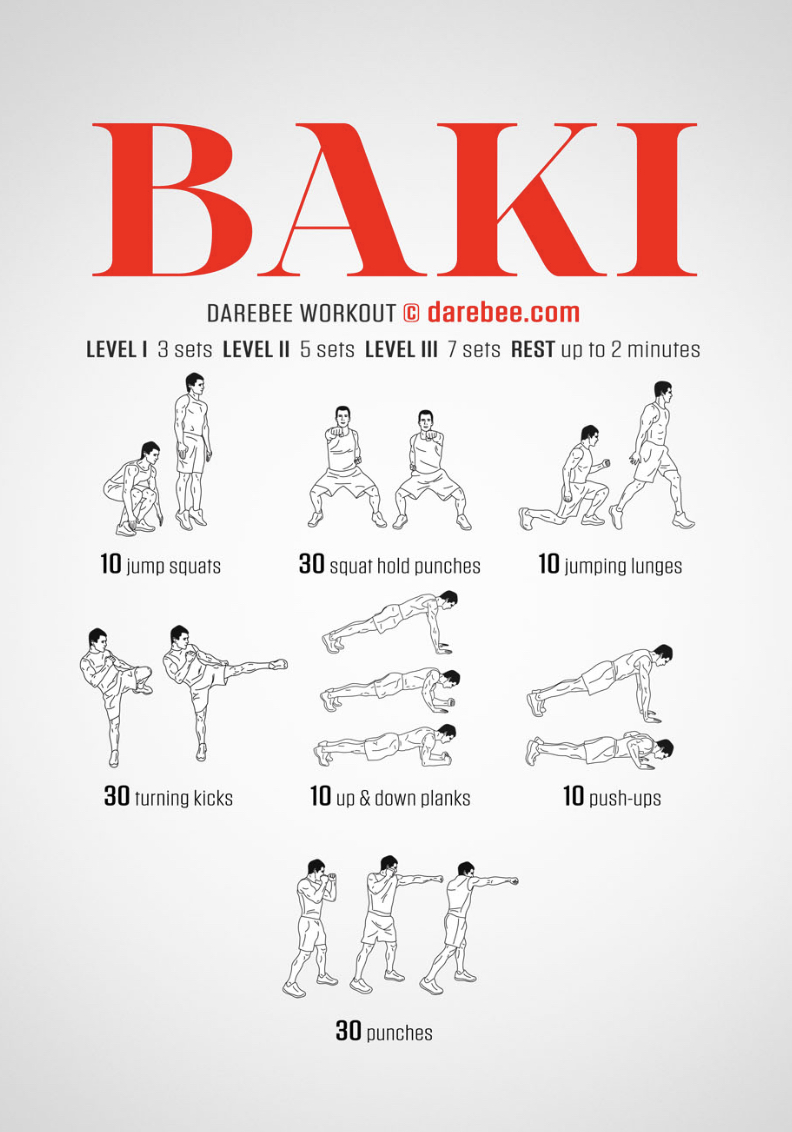 BAKI
DAREBEE WORKOUT © darebee.com
LEVEL I 3 sets LEVEL II 5 sets LEVEL III 7 sets REST up to 2 minutes
10 jump squats
30 squat hold punches
10 jumping lunges
30 turning kicks
10 up & down planks
10 push-ups
30 punches